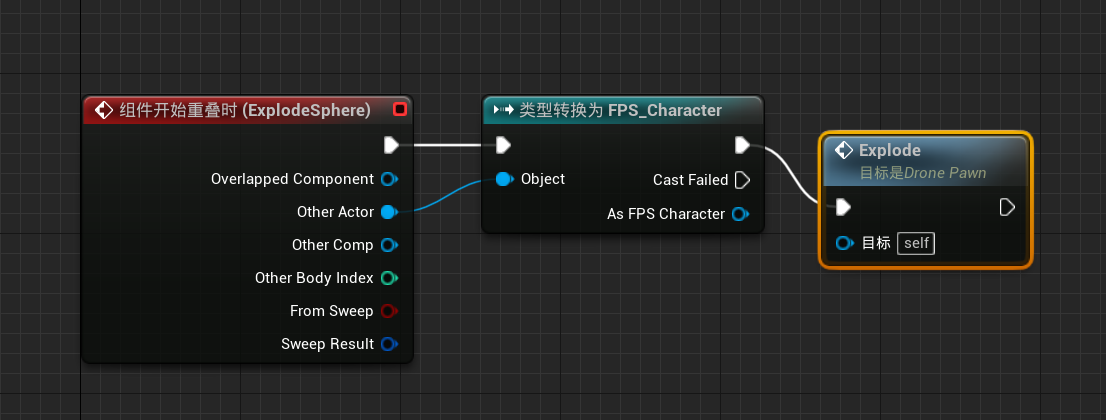 组件开始重叠时 (ExplodeSphere)
Overlapped Component
Other Actor
Other Comp
Other Body Index
From Sweep
Sweep Result
类型转换为 FPS_Character
Object
Cast Failed
As FPS Character
Explode
目标是Drone Pawn
目标 self